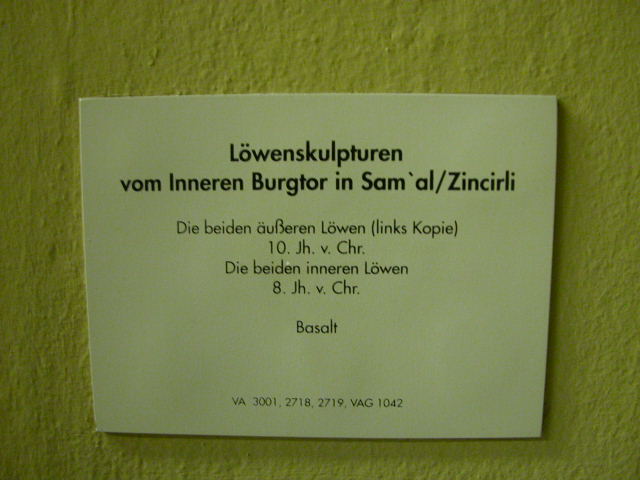 Löwenskulpturen
vom Inneren Burgtor in Sam`al/Zincirli
Die beiden äußeren Löwen (links Kopie)
10. Jh. v. Chr.
Die beiden inneren Löwen
8. Jh. v. Chr.
Basalt
VA 3001, 2718, 2719, VAG 1042